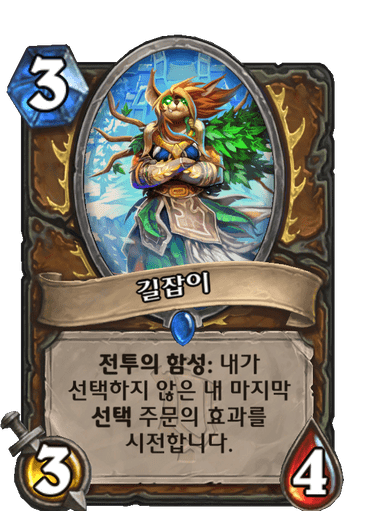 3
길잡이
전투의 함성: 내가
선택하지 않은 내 마지막
선택 주문의 효과를
시전합니다.
3
4